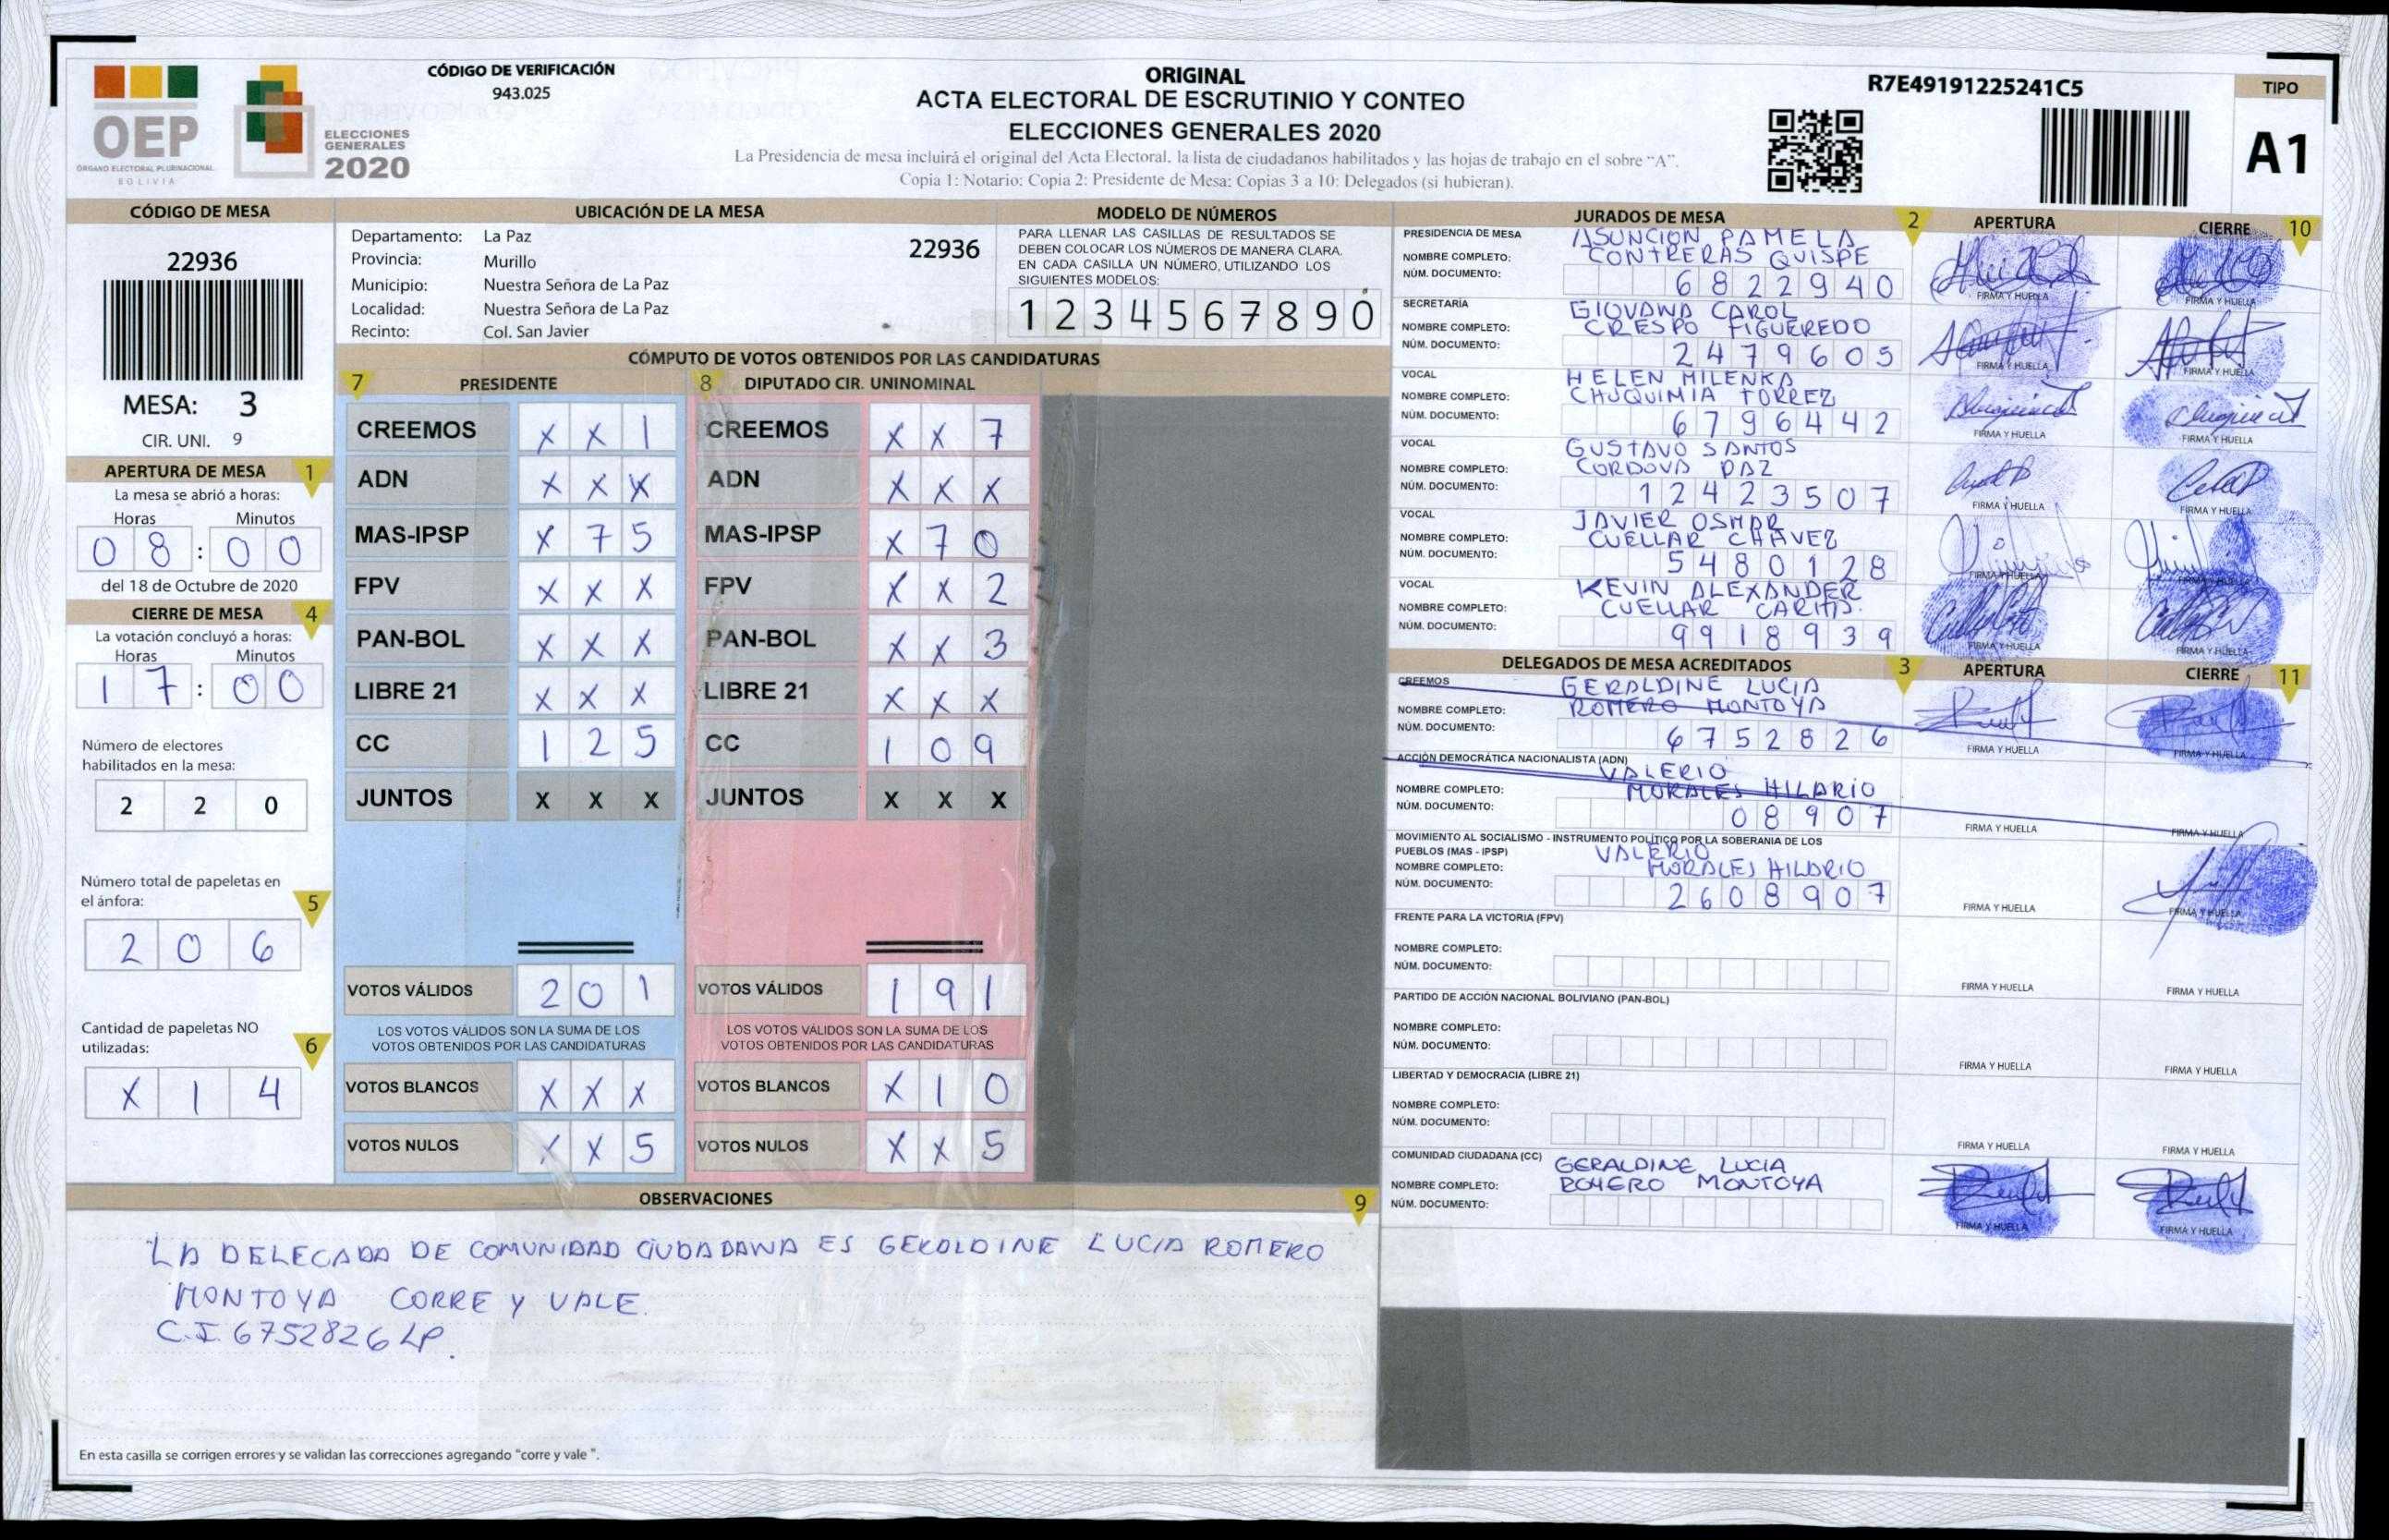 CÓDIGO DE VERIFICACIÓN
943.025
OEP
ÓRGANO ELECTORAL PLURINACIONAL
BOLIVIA
ELECCIONES
GENERALES
2020
ORIGINAL
ACTA ELECTORAL DE ESCRUTINIO Y CONTEO
ELECCIONES GENERALES 2020
La Presidencia de mesa incluirá el original del Acta Electoral, la lista de ciudadanos habilitados y las hojas de trabajo en el sobre "A".
Copia 1: Notario: Copia 2: Presidente de Mesa: Copias 3 a 10: Delegados (si hubieran).
R7E49191225241C5
TIPO
A1
CÓDIGO DE MESA
22936
MESA: 3
CIR. UNI. 9
APERTURA DE MESA 1
La mesa se abrió a horas:
Horas Minutos
08:00
del 18 de Octubre de 2020
CIERRE DE MESA 4
La votación concluyó a horas:
Horas Minutos
17:00
Número de electores
habilitados en la mesa:
2 2 0
Número total de papeletas en
el ánfora: 5
2 0 6
Cantidad de papeletas NO
utilizadas: 6
X 1 4
UBICACIÓN DE LA MESA
Departamento: La Paz
22936
Provincia: Murillo
Municipio: Nuestra Señora de La Paz
Localidad: Nuestra Señora de La Paz
Recinto: Col. San Javier
MODELO DE NÚMEROS
PARA LLENAR LAS CASILLAS DE RESULTADOS SE
DEBEN COLOCAR LOS NÚMEROS DE MANERA CLARA.
EN CADA CASILLA UN NÚMERO, UTILIZANDO LOS
SIGUIENTES MODELOS:
1 2 3 4 5 6 7 8 9 0
CÓMPUTO DE VOTOS OBTENIDOS POR LAS CANDIDATURAS
7 PRESIDENTE
CREEMOS X X 1
ADN X X X
MAS-IPSP X 7 5
FPV X X X
PAN-BOL X X X
LIBRE 21 X X X
CC 1 2 5
JUNTOS X X X
VOTOS VÁLIDOS 2 0 1
LOS VOTOS VÁLIDOS SON LA SUMA DE LOS
VOTOS OBTENIDOS POR LAS CANDIDATURAS
VOTOS BLANCOS X X X
VOTOS NULOS X X 5
8 DIPUTADO CIR. UNINOMINAL
CREEMOS X X 7
ADN X X X
MAS-IPSP X 7 0
FPV X X 2
PAN-BOL X X 3
LIBRE 21 X X X
CC 1 0 9
JUNTOS X X X
VOTOS VÁLIDOS 1 9 1
LOS VOTOS VÁLIDOS SON LA SUMA DE LOS
VOTOS OBTENIDOS POR LAS CANDIDATURAS
VOTOS BLANCOS X 1 0
VOTOS NULOS X X 5
OBSERVACIONES 9
LA DELEGADA DE COMUNIDAD CIUDADANA ES GERALDINE LUCIA ROMERO
MONTOYA CORRE Y VALE.
C.I. 6752826 LP.
En esta casilla se corrigen errores y se validan las correcciones agregando "corre y vale ".
JURADOS DE MESA 2 APERTURA CIERRE 10
PRESIDENCIA DE MESA
ASUNCION PAMELA
NOMBRE COMPLETO: CONTRERAS QUISPE
NÚM. DOCUMENTO: 6822940
FIRMA Y HUELLA FIRMA Y HUELLA
SECRETARÍA
GIOVANA CAROL
NOMBRE COMPLETO: CRESPO FIGUEREDO
NÚM. DOCUMENTO: 2479605
FIRMA Y HUELLA FIRMA Y HUELLA
VOCAL
HELEN MILENKA
NOMBRE COMPLETO: CHUQUIMIA TORREZ
NÚM. DOCUMENTO: 6796442
FIRMA Y HUELLA FIRMA Y HUELLA
VOCAL
GUSTAVO SANTOS
NOMBRE COMPLETO: CORDOVA PAZ
NÚM. DOCUMENTO: 12423507
FIRMA Y HUELLA FIRMA Y HUELLA
VOCAL
JAVIER OSMAR
NOMBRE COMPLETO: CUELLAR CHAVEZ
NÚM. DOCUMENTO: 5480128
FIRMA Y HUELLA FIRMA Y HUELLA
VOCAL
KEVIN ALEXANDER
NOMBRE COMPLETO: CUELLAR
NÚM. DOCUMENTO: 9918939
FIRMA Y HUELLA FIRMA Y HUELLA
DELEGADOS DE MESA ACREDITADOS 3 APERTURA CIERRE 11
CREEMOS
GERALDINE LUCIA
NOMBRE COMPLETO: ROMERO MONTOYA
NÚM. DOCUMENTO: 6752826
FIRMA Y HUELLA FIRMA Y HUELLA
ACCIÓN DEMOCRÁTICA NACIONALISTA (ADN)
VALERIO
NOMBRE COMPLETO: MORALES HILARIO
NÚM. DOCUMENTO: 08907
FIRMA Y HUELLA FIRMA Y HUELLA
MOVIMIENTO AL SOCIALISMO - INSTRUMENTO POLÍTICO POR LA SOBERANIA DE LOS
PUEBLOS (MAS - IPSP) VALERIO
NOMBRE COMPLETO: MORALES HILARIO
NÚM. DOCUMENTO: 2608907
FIRMA Y HUELLA FIRMA Y HUELLA
FRENTE PARA LA VICTORIA (FPV)
NOMBRE COMPLETO:
NÚM. DOCUMENTO:
FIRMA Y HUELLA FIRMA Y HUELLA
PARTIDO DE ACCIÓN NACIONAL BOLIVIANO (PAN-BOL)
NOMBRE COMPLETO:
NÚM. DOCUMENTO:
FIRMA Y HUELLA FIRMA Y HUELLA
LIBERTAD Y DEMOCRACIA (LIBRE 21)
NOMBRE COMPLETO:
NÚM. DOCUMENTO:
FIRMA Y HUELLA FIRMA Y HUELLA
COMUNIDAD CIUDADANA (CC)
GERALDINE LUCIA
NOMBRE COMPLETO: ROMERO MONTOYA
NÚM. DOCUMENTO:
FIRMA Y HUELLA FIRMA Y HUELLA